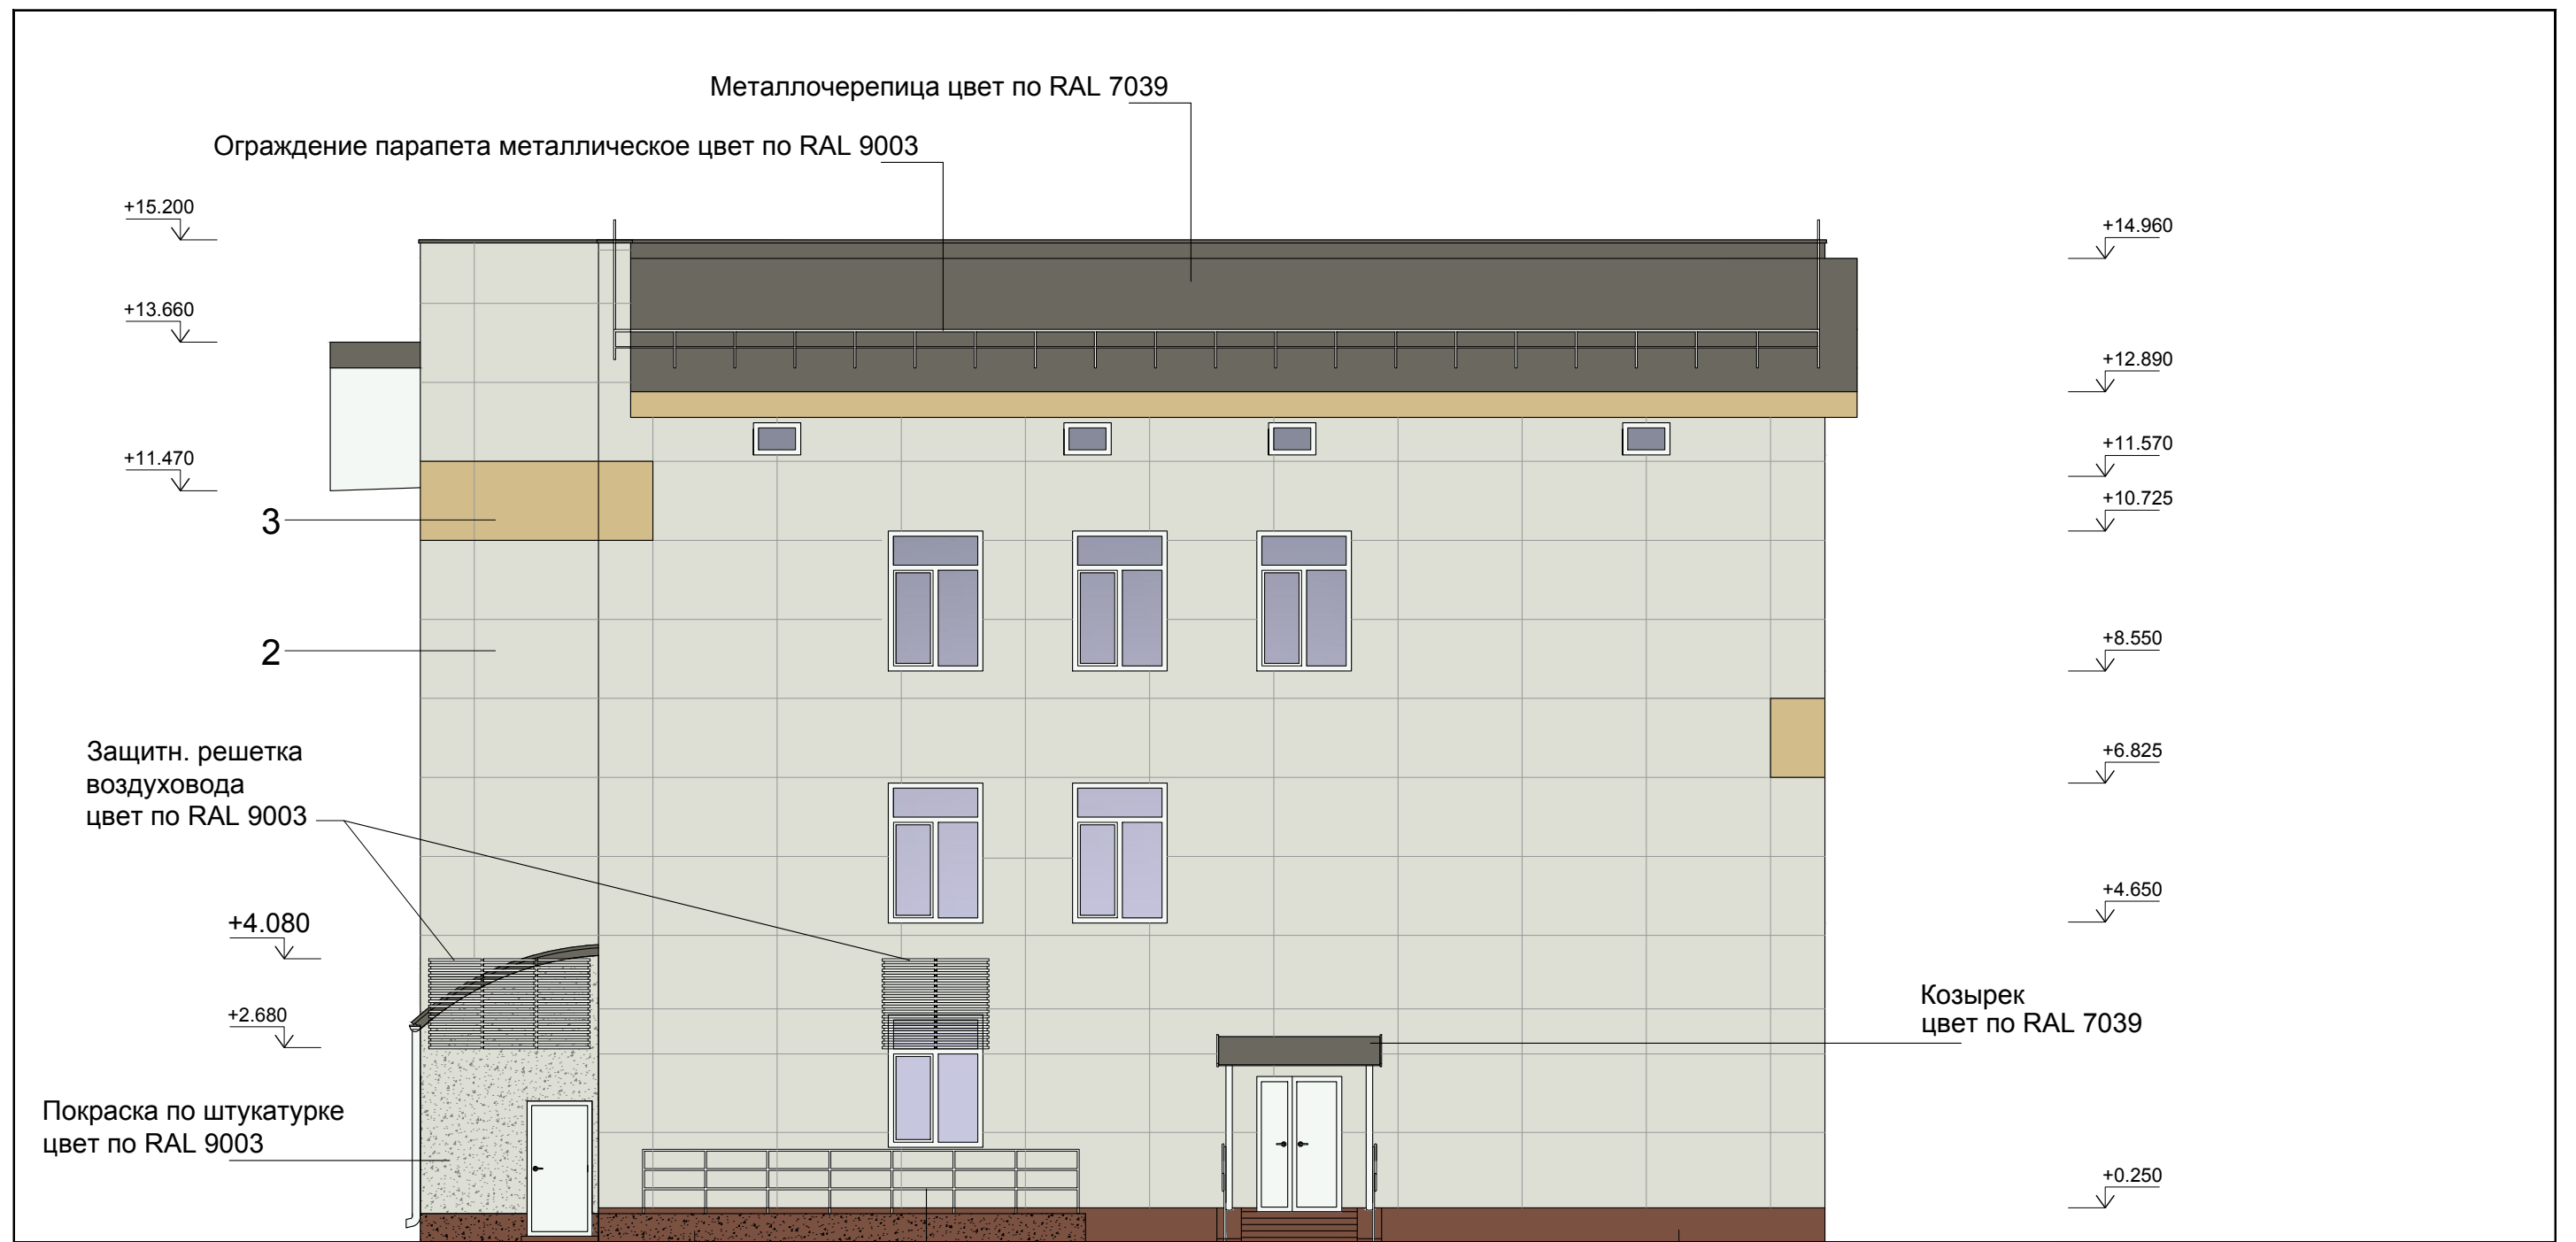 Металлочерепица цвет по RAL 7039
Ограждение парапета металлическое цвет по RAL 9003
+15.200
+14.960
+13.660
+12.890
+11.570
+11.470
+10.725
3
+8.550
2
+6.825
Защитн. решетка
воздуховода
цвет по RAL 9003
+4.650
+4.080
+2.680
Козырек
цвет по RAL 7039
Покраска по штукатурке
цвет по RAL 9003
+0.250